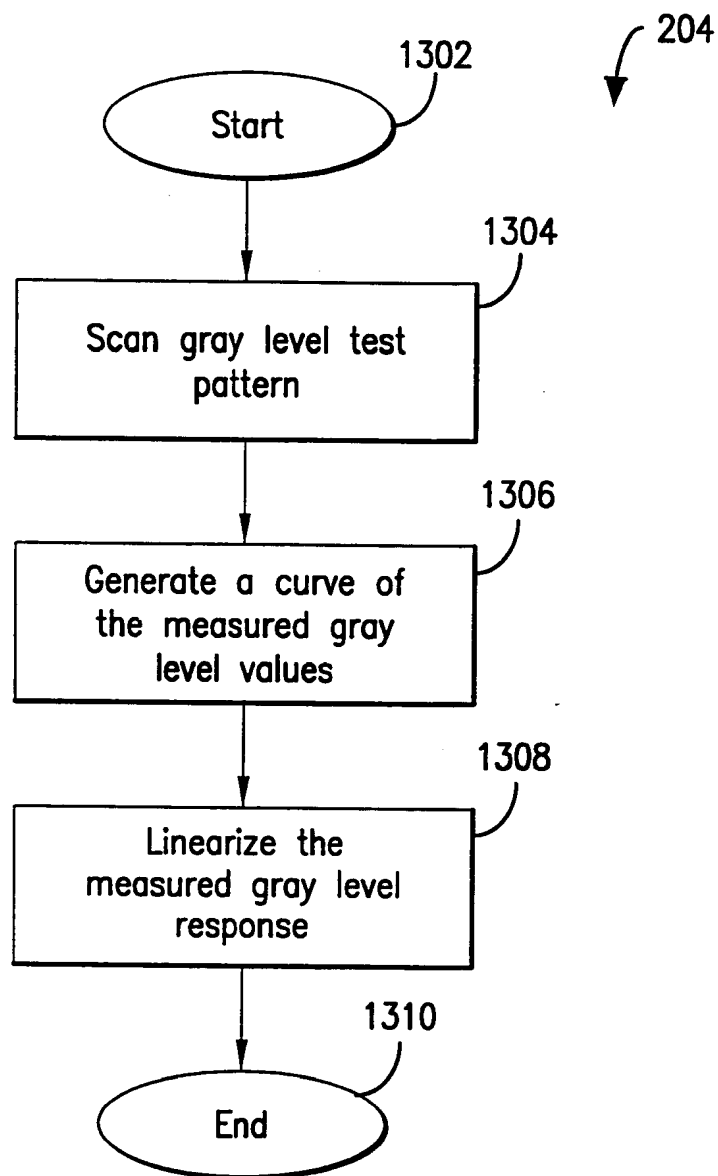 204
1302
Start
1304
Scan gray level test
pattern
1306
Generate a curve of
the measured gray
level values
1308
Linearize the
measured gray level
response
1310
End